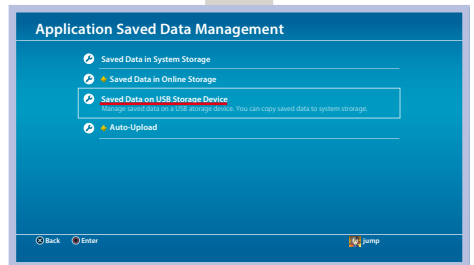 Application Saved Data Management
Saved Data in System Storage
Saved Data in Online Storage
Saved Data on USB Storage Device
Manage saved data on a USB atorage device. You can copy saved data to system strorage.
Auto-Upload
Back Enter jump